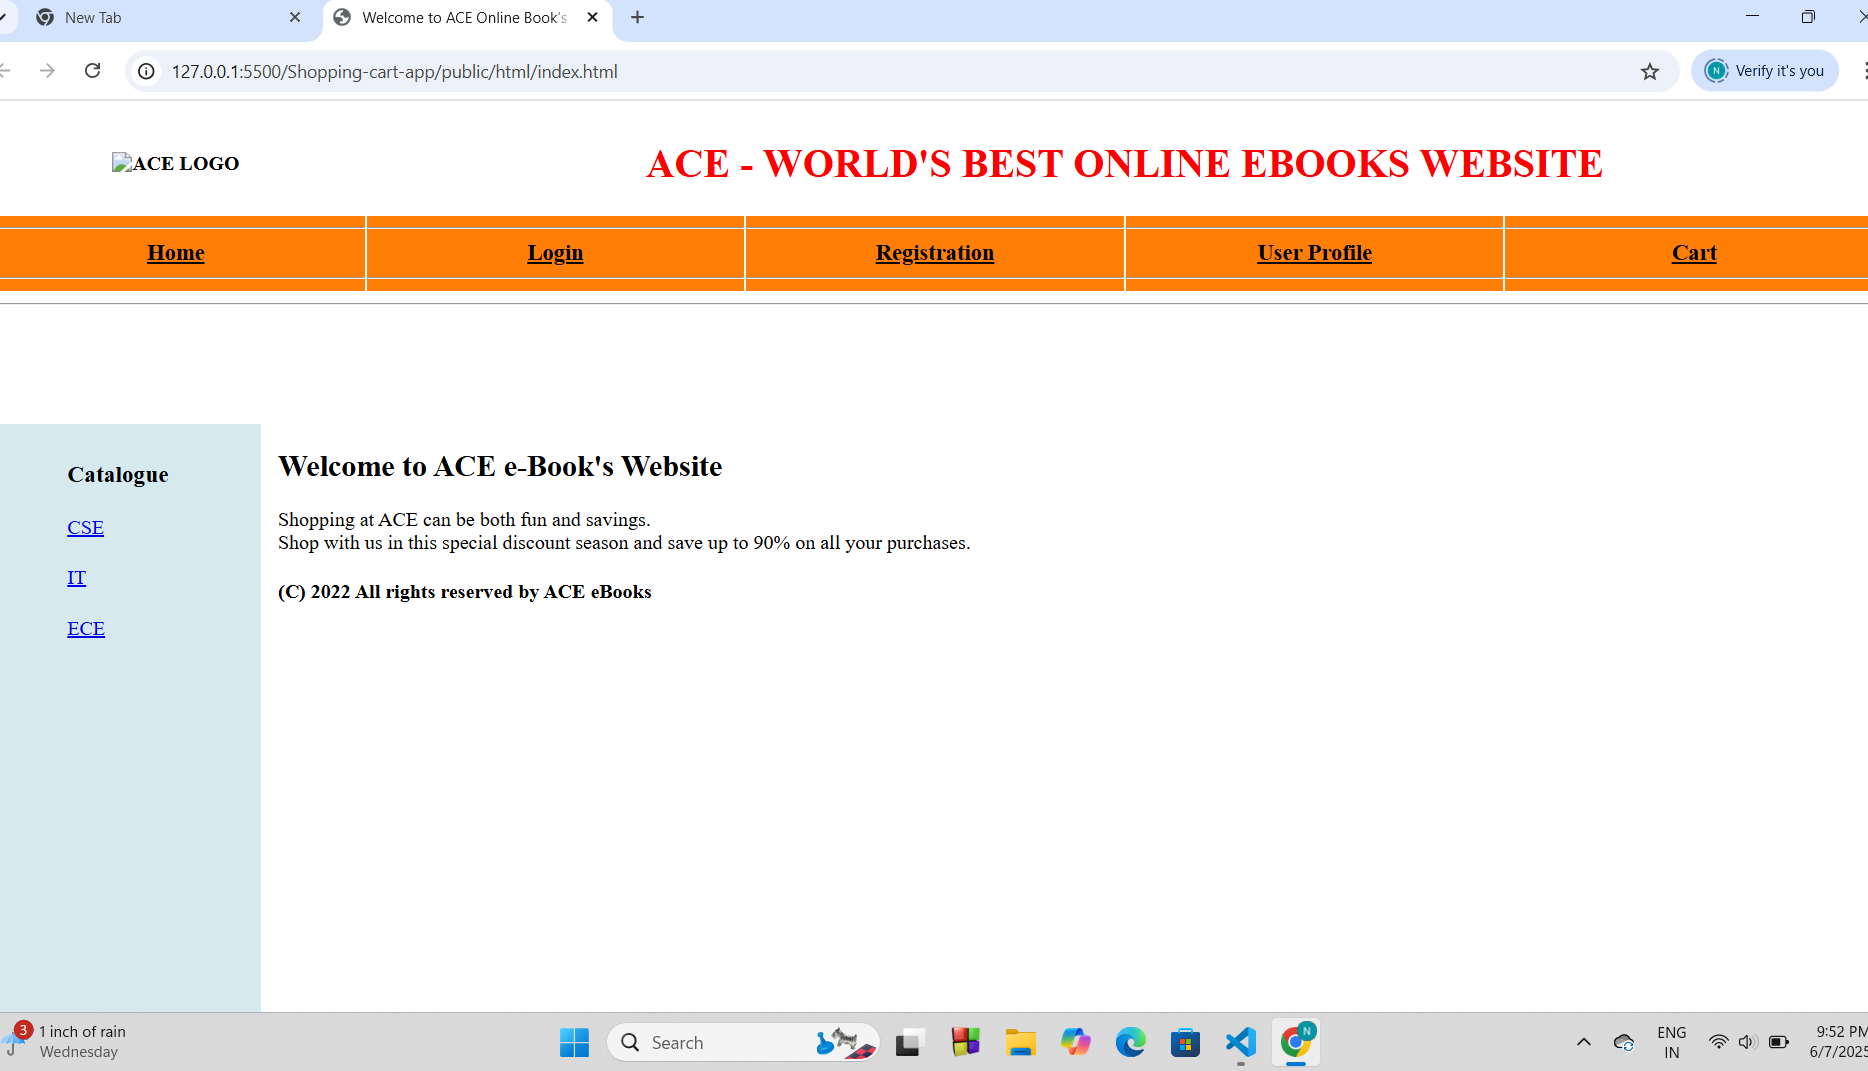 New Tab
Welcome to ACE Online Book's
127.0.0.1:5500/Shopping-cart-app/public/html/index.html
N
Verify it's you
ACE LOGO
ACE - WORLD'S BEST ONLINE EBOOKS WEBSITE
Home Login Registration User Profile Cart
Catalogue
CSE
IT
ECE
Welcome to ACE e-Book's Website
Shopping at ACE can be both fun and savings.
Shop with us in this special discount season and save up to 90% on all your purchases.
(C) 2022 All rights reserved by ACE eBooks
3
1 inch of rain
Wednesday
Search
N
ENG
IN
9:52 PM
6/7/2025